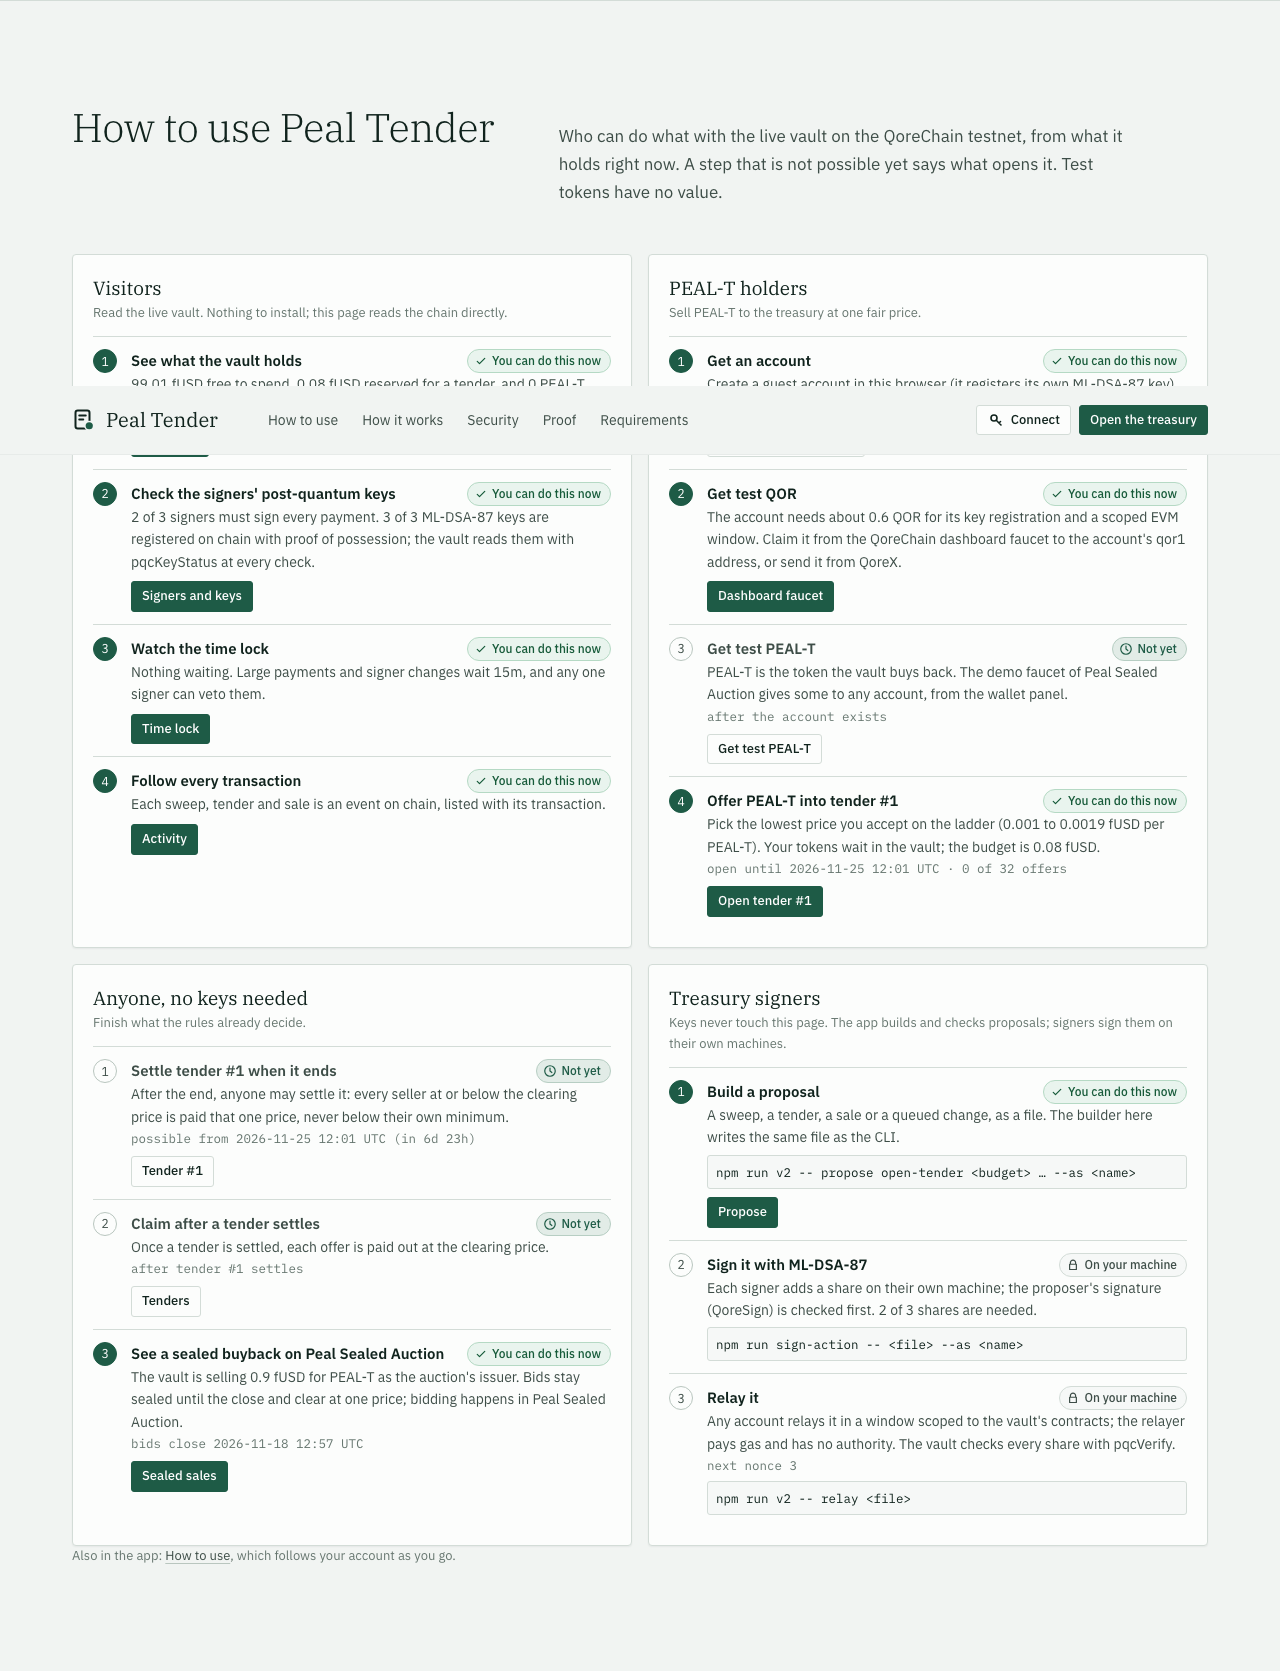 How to use Peal Tender
Who can do what with the live vault on the QoreChain testnet, from what it
holds right now. A step that is not possible yet says what opens it. Test
tokens have no value.
Visitors
Read the live vault. Nothing to install; this page reads the chain directly.
1 See what the vault holds
You can do this now
99.01 fUSD free to spend, 0.08 fUSD reserved for a tender, and 0 PEAL-T
PEAL-T holders
Sell PEAL-T to the treasury at one fair price.
1 Get an account
You can do this now
Create a guest account in this browser (it registers its own ML-DSA-87 key)
Peal Tender
How to use
How it works
Security
Proof
Requirements
Connect
Open the treasury
2 Check the signers' post-quantum keys
You can do this now
2 of 3 signers must sign every payment. 3 of 3 ML-DSA-87 keys are
registered on chain with proof of possession; the vault reads them with
pqcKeyStatus at every check.
Signers and keys
3 Watch the time lock
You can do this now
Nothing waiting. Large payments and signer changes wait 15m, and any one
signer can veto them.
Time lock
4 Follow every transaction
You can do this now
Each sweep, tender and sale is an event on chain, listed with its transaction.
Activity
2 Get test QOR
You can do this now
The account needs about 0.6 QOR for its key registration and a scoped EVM
window. Claim it from the QoreChain dashboard faucet to the account's qor1
address, or send it from QoreX.
Dashboard faucet
3 Get test PEAL-T
Not yet
PEAL-T is the token the vault buys back. The demo faucet of Peal Sealed
Auction gives some to any account, from the wallet panel.
after the account exists
Get test PEAL-T
4 Offer PEAL-T into tender #1
You can do this now
Pick the lowest price you accept on the ladder (0.001 to 0.0019 fUSD per
PEAL-T). Your tokens wait in the vault; the budget is 0.08 fUSD.
open until 2026-11-25 12:01 UTC · 0 of 32 offers
Open tender #1
Anyone, no keys needed
Finish what the rules already decide.
1 Settle tender #1 when it ends
Not yet
After the end, anyone may settle it: every seller at or below the clearing
price is paid that one price, never below their own minimum.
possible from 2026-11-25 12:01 UTC (in 6d 23h)
Tender #1
2 Claim after a tender settles
Not yet
Once a tender is settled, each offer is paid out at the clearing price.
after tender #1 settles
Tenders
3 See a sealed buyback on Peal Sealed Auction
You can do this now
The vault is selling 0.9 fUSD for PEAL-T as the auction's issuer. Bids stay
sealed until the close and clear at one price; bidding happens in Peal Sealed
Auction.
bids close 2026-11-18 12:57 UTC
Sealed sales
Treasury signers
Keys never touch this page. The app builds and checks proposals; signers sign them on
their own machines.
1 Build a proposal
You can do this now
A sweep, a tender, a sale or a queued change, as a file. The builder here
writes the same file as the CLI.
npm run v2 -- propose open-tender <budget> … --as <name>
Propose
2 Sign it with ML-DSA-87
On your machine
Each signer adds a share on their own machine; the proposer's signature
(QoreSign) is checked first. 2 of 3 shares are needed.
npm run sign-action -- <file> --as <name>
3 Relay it
On your machine
Any account relays it in a window scoped to the vault's contracts; the relayer
pays gas and has no authority. The vault checks every share with pqcVerify.
next nonce 3
npm run v2 -- relay <file>
Also in the app: How to use, which follows your account as you go.